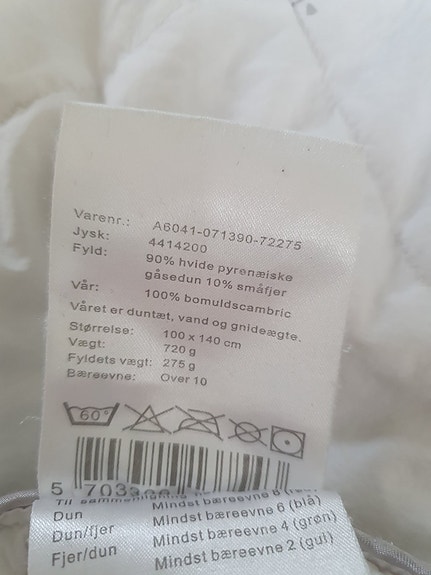 Varenr.: A6041-071390-72275
Jysk: 4414200
Fyld: 90% hvide pyrenæiske
gåsedun 10% småfjer
Vår: 100% bomuldscambric
Våret er duntæt, vand og gnideægte.
Størrelse: 100 x 140 cm
Vægt: 720 g
Fyldets vægt: 275 g
Bæreevne: Over 10
60°
5 703
Dun Mindst bæreevne 6 (blå)
Dun/fjer Mindst bæreevne 4 (grøn)
Fjer/dun Mindst bæreevne 2 (gul)